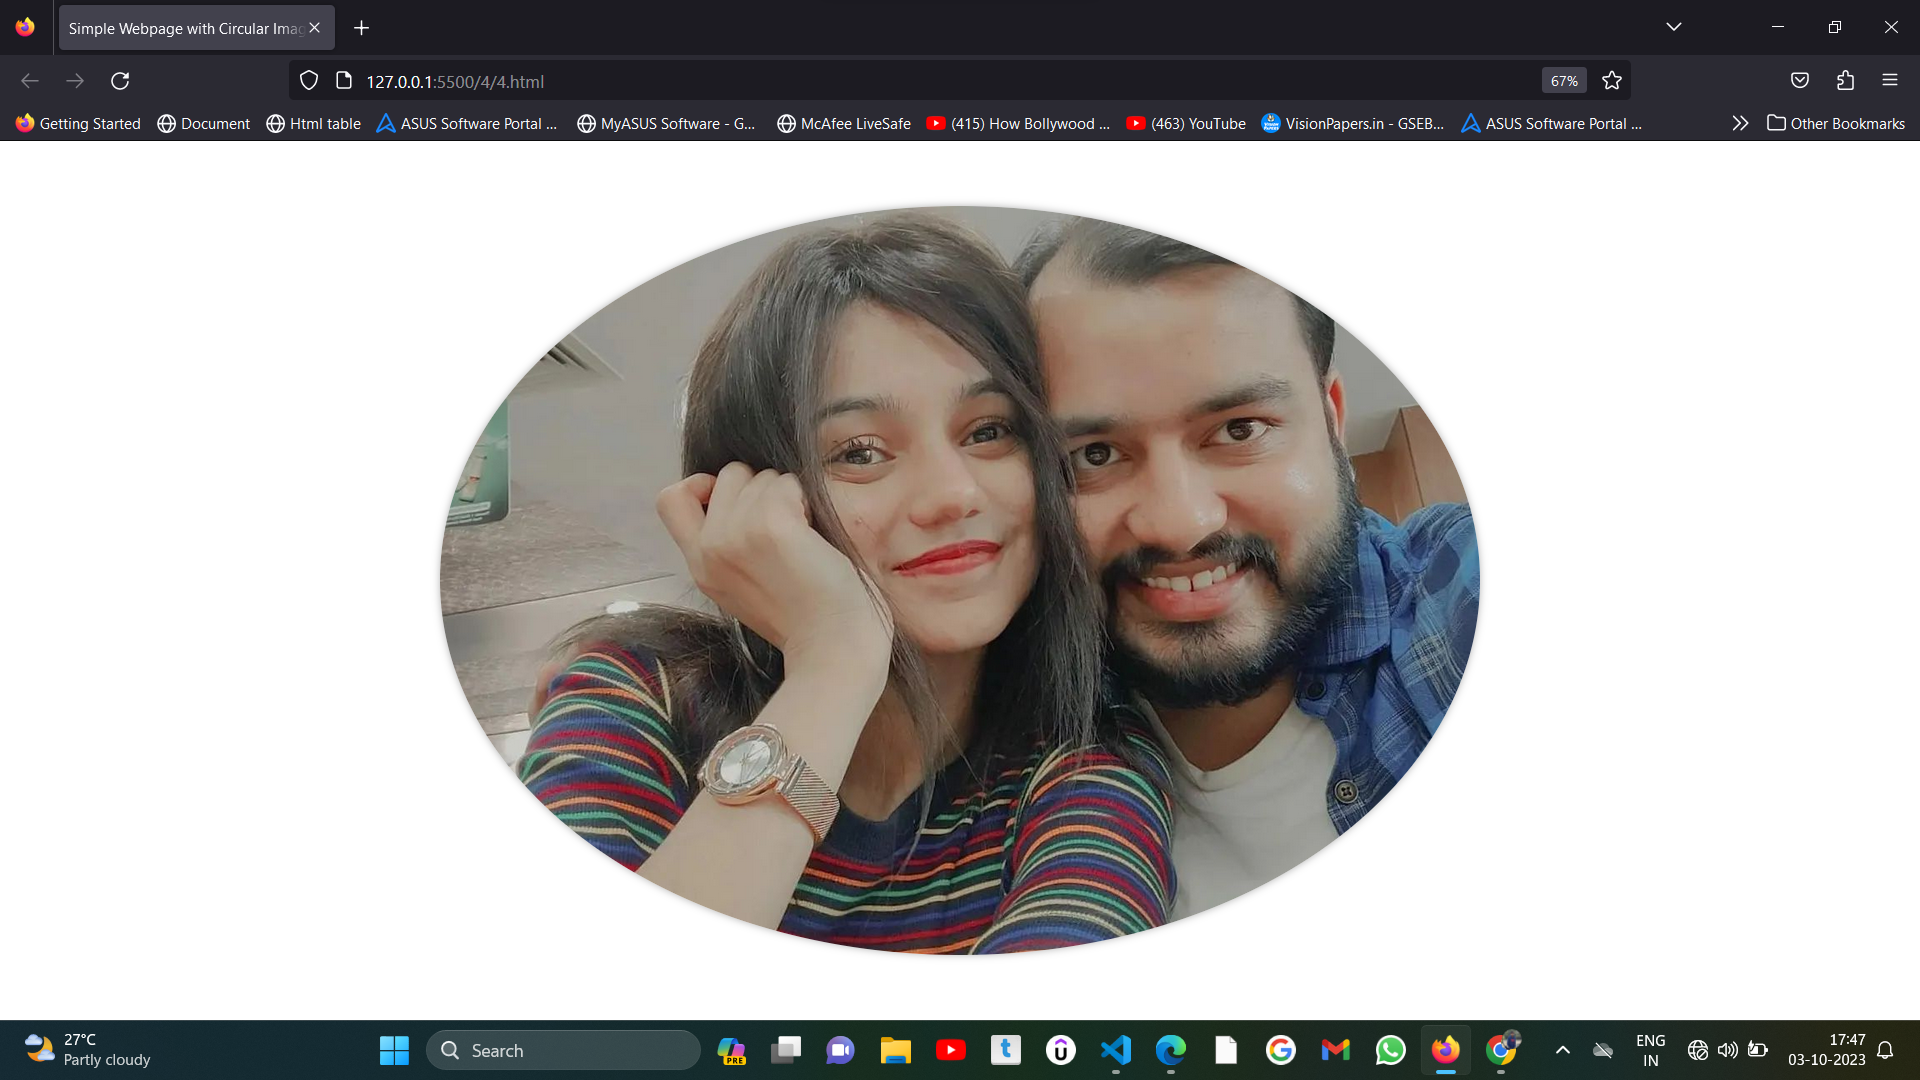 Simple Webpage with Circular Imag
127.0.0.1:5500/4/4.html
67%
Getting Started
Document
Html table
ASUS Software Portal ...
MyASUS Software - G...
McAfee LiveSafe
(415) How Bollywood ...
(463) YouTube
VisionPapers.in - GSEB...
ASUS Software Portal ...
Other Bookmarks
27°C
Partly cloudy
Search
PRE
ENG
IN
17:47
03-10-2023